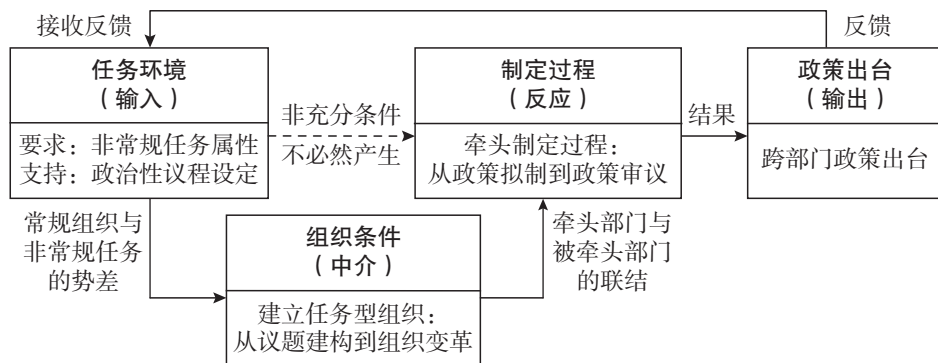 接收反馈
反馈
任务环境
（输入）
要求：非常规任务属性
支持：政治性议程设定
非充分条件
不必然产生
制定过程
（反应）
牵头制定过程：
从政策拟制到政策审议
结果
政策出台
（输出）
跨部门政策出台
常规组织与
非常规任务
的势差
组织条件
（中介）
建立任务型组织：
从议题建构到组织变革
牵头部门与
被牵头部门
的联结